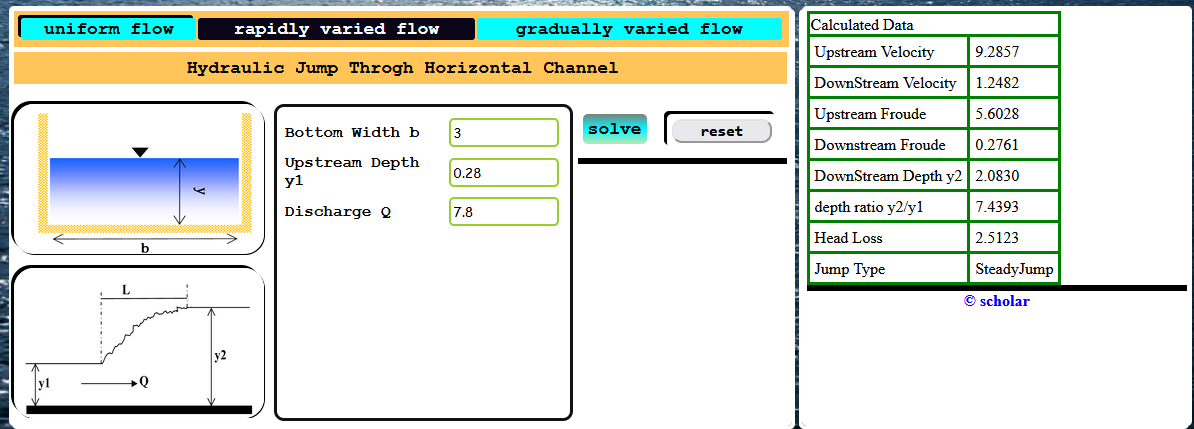 uniform flow
rapidly varied flow
gradually varied flow
Hydraulic Jump Throgh Horizontal Channel
y
b
L
y1
Q
y2
Bottom Width b
3
Upstream Depth
y1
0.28
Discharge Q
7.8
solve
reset
Calculated Data
Upstream Velocity 9.2857
DownStream Velocity 1.2482
Upstream Froude 5.6028
Downstream Froude 0.2761
DownStream Depth y2 2.0830
depth ratio y2/y1 7.4393
Head Loss 2.5123
Jump Type SteadyJump
© scholar